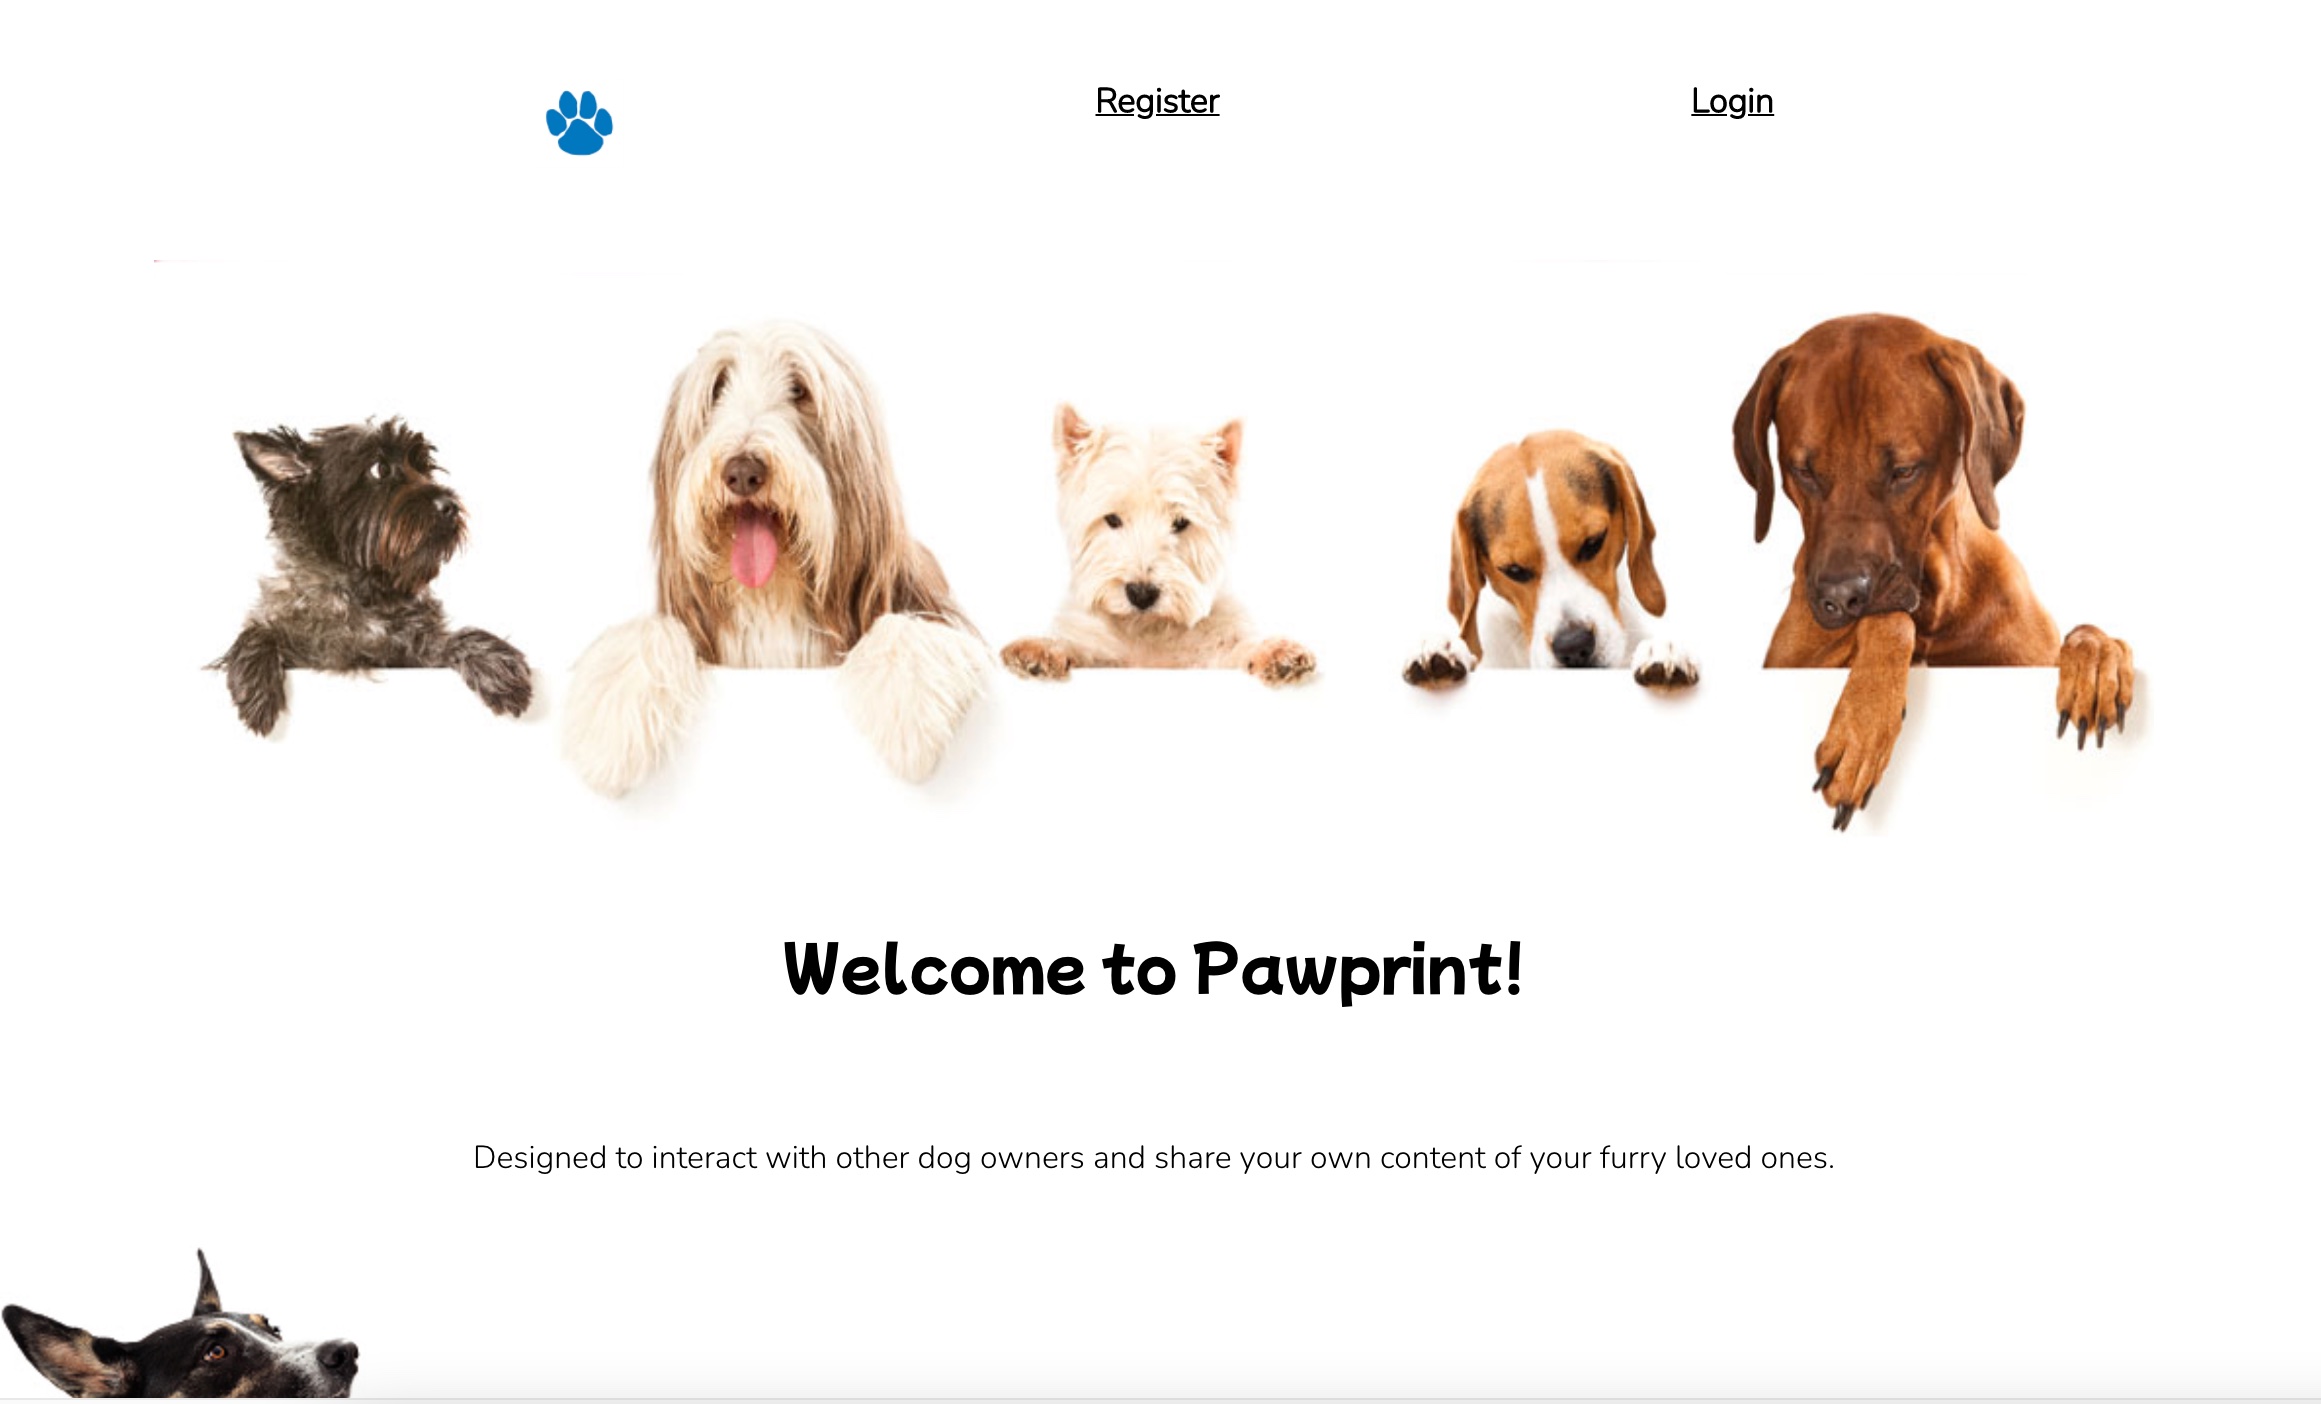 Register
Login
Welcome to Pawprint!
Designed to interact with other dog owners and share your own content of your furry loved ones.